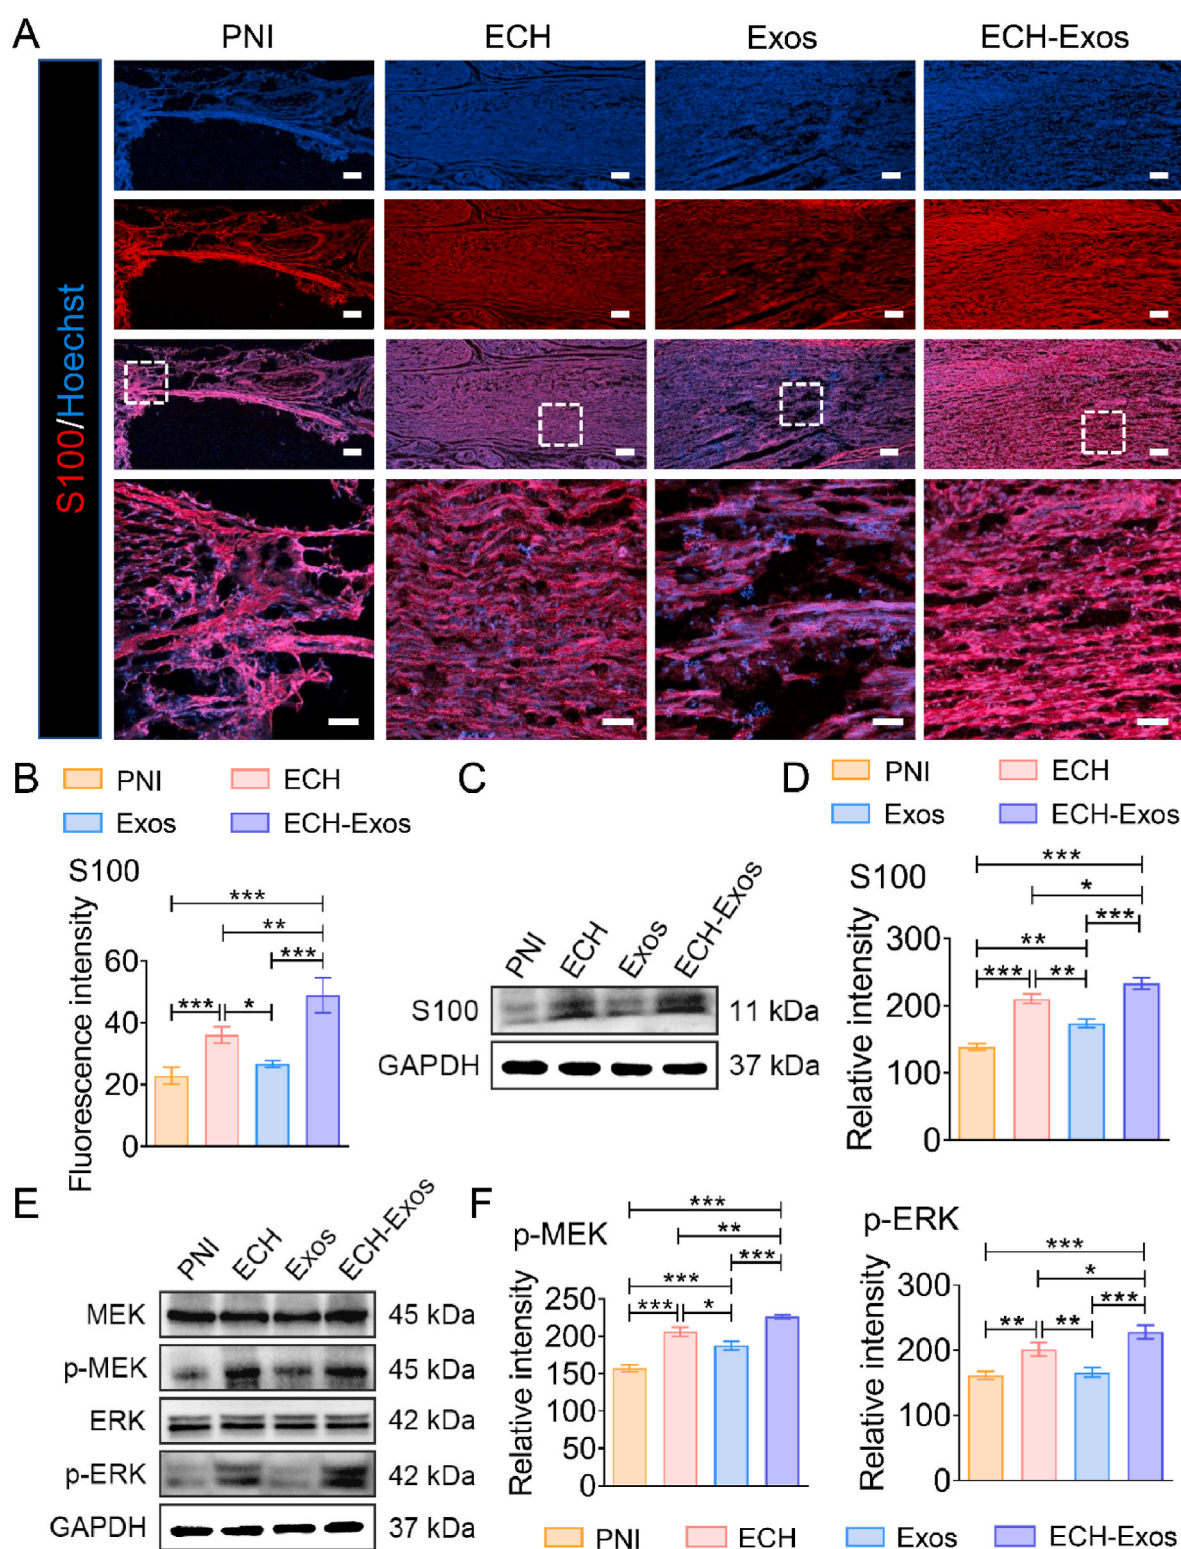 A
PNI ECH Exos ECH-Exos
S100/Hoechst
B
PNI ECH
Exos ECH-Exos
S100
Fluorescence intensity
***
**
***
*** *
60
40
20
0
C
PNI ECH Exos ECH-Exos
S100 11 kDa
GAPDH 37 kDa
D
PNI ECH
Exos ECH-Exos
S100
Relative intensity
***
*
***
**
*** **
300
200
100
0
E
PNI ECH Exos ECH-Exos
MEK 45 kDa
p-MEK 45 kDa
ERK 42 kDa
p-ERK 42 kDa
GAPDH 37 kDa
F
p-MEK
Relative intensity
***
**
***
***
*** *
250
200
150
100
50
0
p-ERK
Relative intensity
***
*
***
** **
300
200
100
0
PNI ECH Exos ECH-Exos